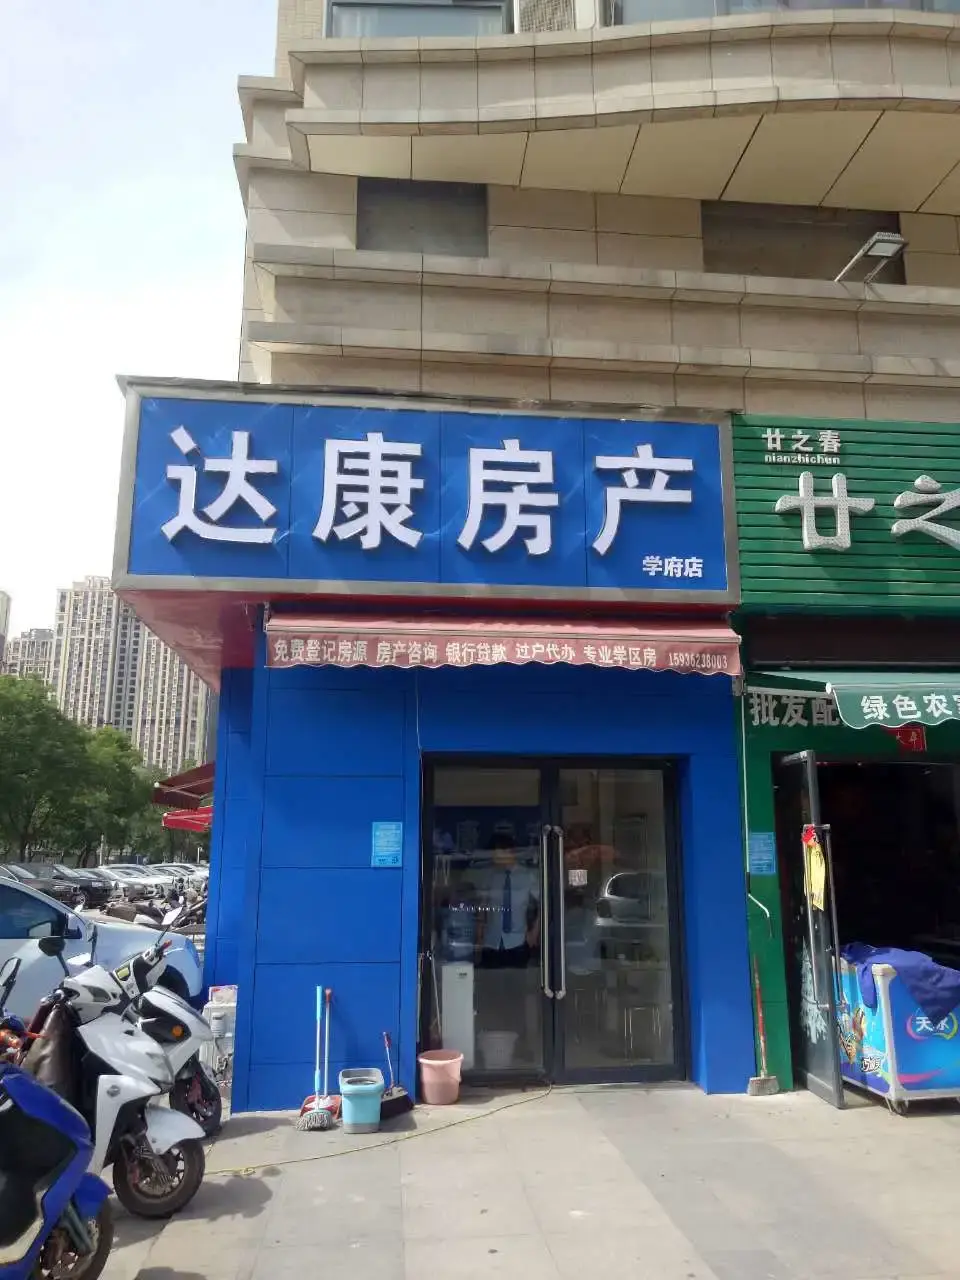 达康房产
学府店
免费登记房源 房产咨询 银行贷款 过户代办 专业学区房 15936238003
廿之春
nianzhichun
廿之
批发配
绿色农家